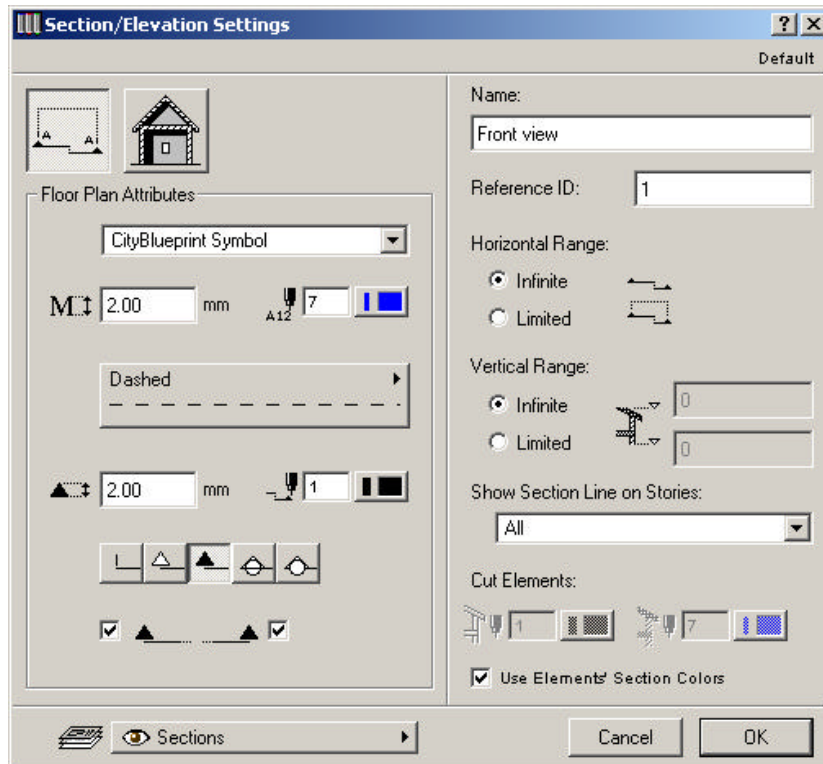 Section/Elevation Settings
Default
A A
Floor Plan Attributes
CityBlueprint Symbol
M 2.00 mm A12 7
Dashed
2.00 mm 1
Name:
Front view
Reference ID: 1
Horizontal Range:
Infinite
Limited
Vertical Range:
Infinite 0
Limited 0
Show Section Line on Stories:
All
Cut Elements:
1 7
Use Elements' Section Colors
Sections
Cancel OK